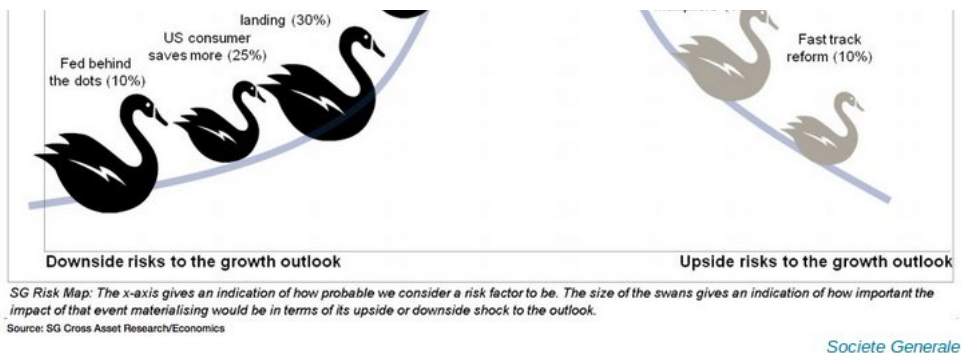 landing (30%)
US consumer
saves more (25%)
Fed behind
the dots (10%)
Fast track
reform (10%)
Downside risks to the growth outlook
Upside risks to the growth outlook
SG Risk Map: The x-axis gives an indication of how probable we consider a risk factor to be. The size of the swans gives an indication of how important the
impact of that event materialising would be in terms of its upside or downside shock to the outlook.
Source: SG Cross Asset Research/Economics
Societe Generale